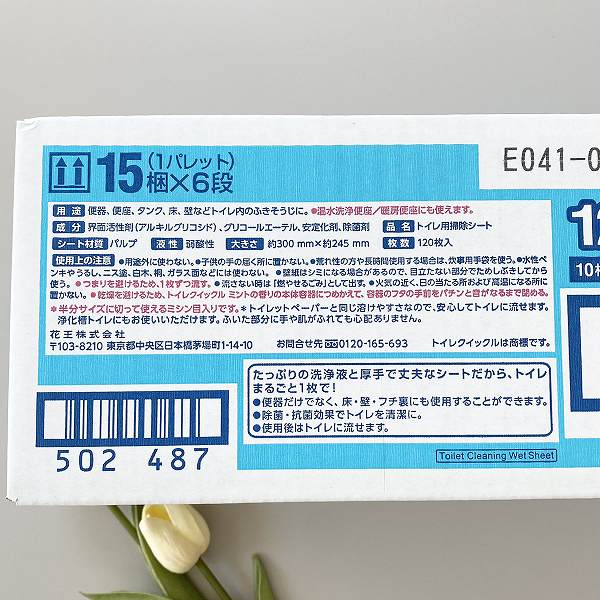 15 (1パレット)
梱×6段
E041-0
用途 便器、便座、タンク、床、壁などトイレ内のふきそうじに。●温水洗浄便座/暖房便座にも使えます。
成分 界面活性剤(アルキルグリコシド)、グリコールエーテル、安定化剤、除菌剤 品名 トイレ用掃除シート
シート材質 パルプ 液性 弱酸性 大きさ 約300mm×約245mm 枚数 120枚入
使用上の注意 ●用途外に使わない。●子供の手の届く所に置かない。●荒れ性の方や長時間使用する場合は、炊事用手袋を使う。●水性ペ
ンキやうるし、ニス塗、白木、桐、ガラス面などには使わない。●壁紙はシミになる場合があるので、目立たない部分でためしぶきしてから
使う。●つまりを避けるため、1枚ずつ流す。●流さない時は「燃やせるごみ」として出す。●火気の近く、日の当たる所および高温になる所に
置かない。●乾燥を避けるため、トイレクイックル ミントの香りの本体容器につめかえて、容器のフタの手前をパチンと音がなるまで閉める。
*半分サイズに切って使えるミシン目入りです。*トイレットペーパーと同じ溶けやすさなので、安心してトイレに流せます。
浄化槽トイレにもお使いいただけます。ふいた部分に手や肌がふれても心配ありません。
花王株式会社
〒103-8210 東京都中央区日本橋茅場町1-14-10 お問合せ先 0120-165-693 トイレクイックルは商標です。
12
10枚
たっぷりの洗浄液と厚手で丈夫なシートだから、トイレ
まるごと1枚で!
●便器だけでなく、床・壁・フチ裏にも使用することができます。
●除菌・抗菌効果でトイレを清潔に。
●使用後はトイレに流せます。
502 487
Toilet Cleaning Wet Sheet